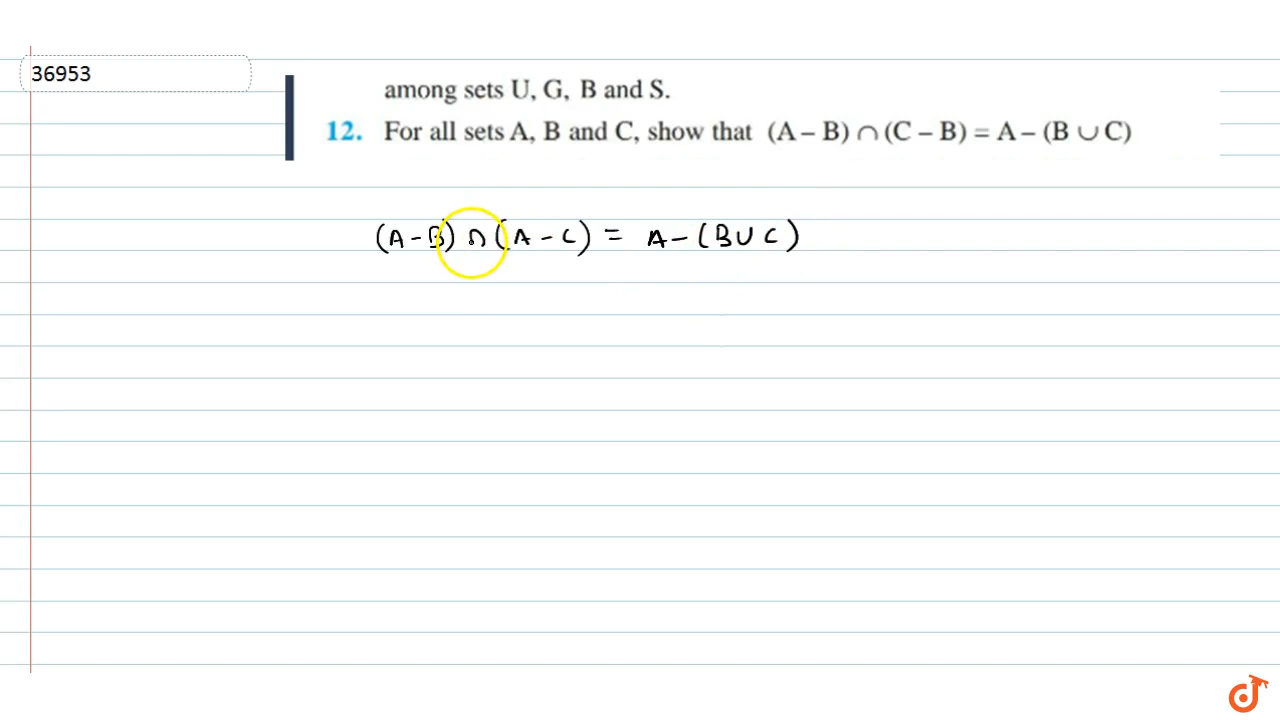 36953
among sets U, G, B and S.
12. For all sets A, B and C, show that (A – B) ∩ (C – B) = A – (B ∪ C)
(A - B) ∩ (A - C) = A - (B ∪ C)